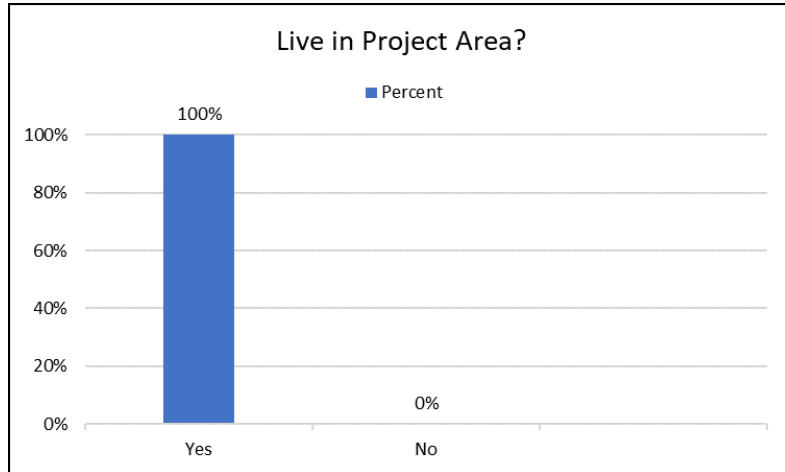 Live in Project Area?
Percent
100%
100%
80%
60%
40%
20%
0%
0%
Yes
No